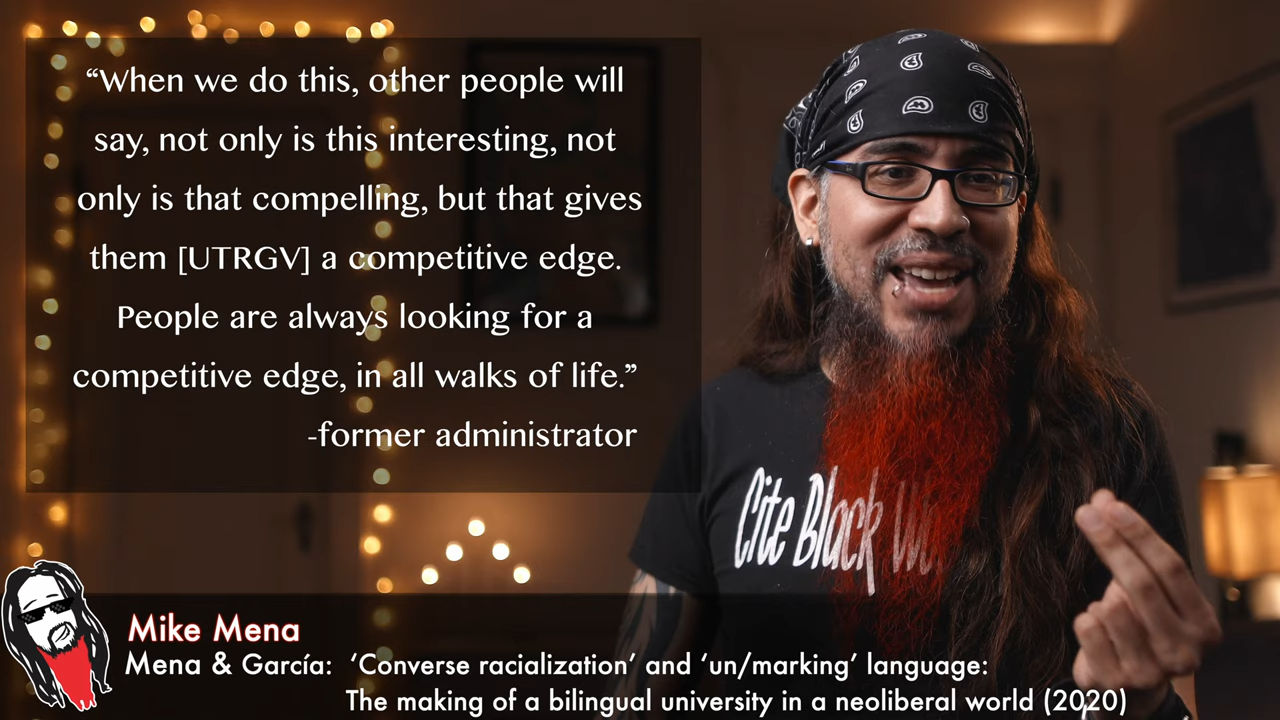 “When we do this, other people will
say, not only is this interesting, not
only is that compelling, but that gives
them [UTRGV] a competitive edge.
People are always looking for a
competitive edge, in all walks of life.”
-former administrator
Cite Black
Mike Mena
Mena & García: ‘Converse racialization’ and ‘un/marking’ language:
The making of a bilingual university in a neoliberal world (2020)